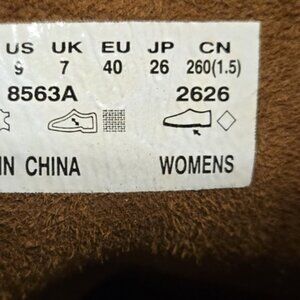 US UK EU JP CN
9 7 40 26 260(1.5)
8563A 2626
IN CHINA WOMENS